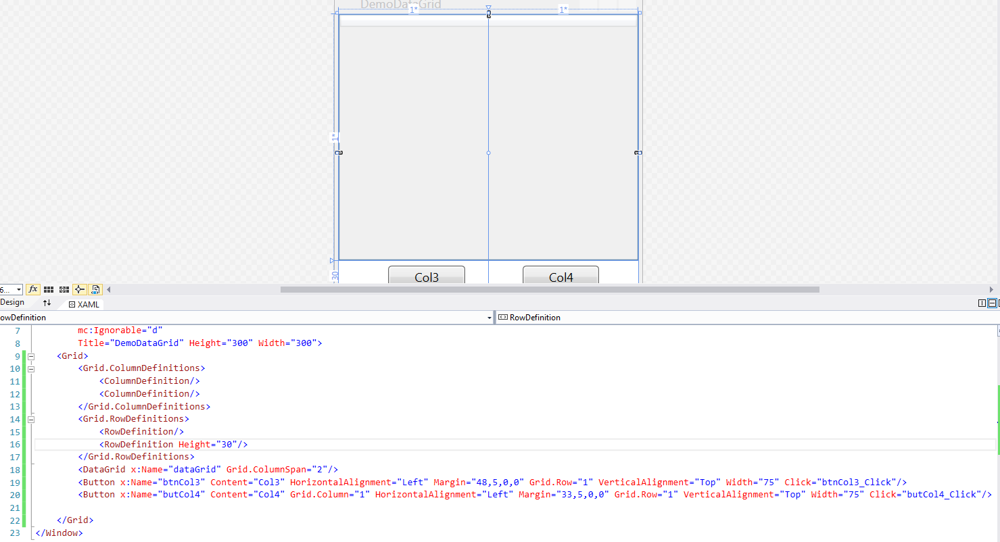 DemoDataGrid
1* 1*
1*
30
Col3 Col4
6...
fx
Design XAML
owDefinition RowDefinition
7 mc:Ignorable="d"
8 Title="DemoDataGrid" Height="300" Width="300">
9 <Grid>
10 <Grid.ColumnDefinitions>
11 <ColumnDefinition/>
12 <ColumnDefinition/>
13 </Grid.ColumnDefinitions>
14 <Grid.RowDefinitions>
15 <RowDefinition/>
16 <RowDefinition Height="30"/>
17 </Grid.RowDefinitions>
18 <DataGrid x:Name="dataGrid" Grid.ColumnSpan="2"/>
19 <Button x:Name="btnCol3" Content="Col3" HorizontalAlignment="Left" Margin="48,5,0,0" Grid.Row="1" VerticalAlignment="Top" Width="75" Click="btnCol3_Click"/>
20 <Button x:Name="butCol4" Content="Col4" Grid.Column="1" HorizontalAlignment="Left" Margin="33,5,0,0" Grid.Row="1" VerticalAlignment="Top" Width="75" Click="butCol4_Click"/>
21
22 </Grid>
23 </Window>